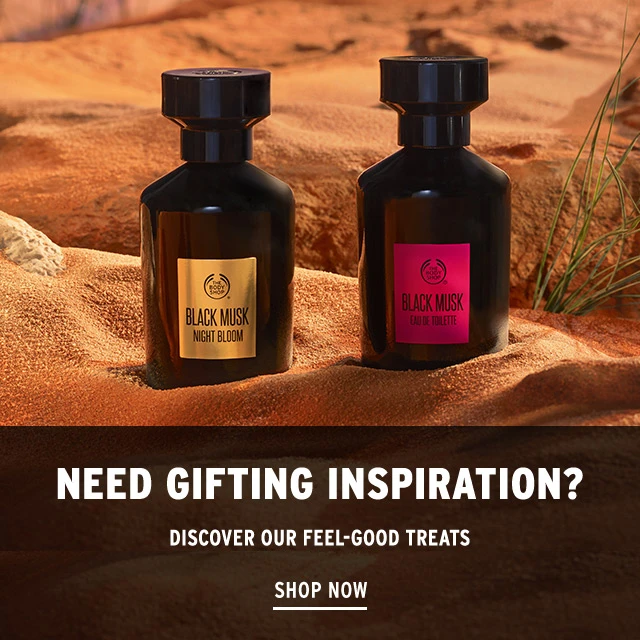 THE
BODY
SHOP
BLACK MUSK
NIGHT BLOOM
THE
BODY
SHOP
BLACK MUSK
EAU DE TOILETTE
NEED GIFTING INSPIRATION?
DISCOVER OUR FEEL-GOOD TREATS
SHOP NOW